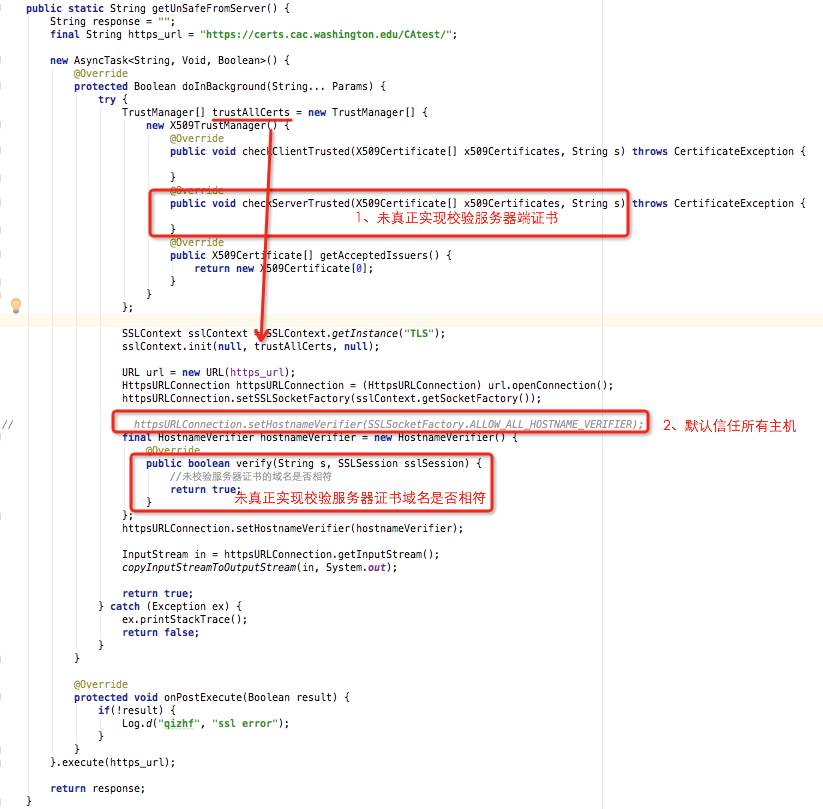 public static String getUnSafeFromServer() {
String response = "";
final String https_url = "https://certs.cac.washington.edu/CAtest/";
new AsyncTask<String, Void, Boolean>() {
@Override
protected Boolean doInBackground(String... Params) {
try {
TrustManager[] trustAllCerts = new TrustManager[] {
new X509TrustManager() {
@Override
public void checkClientTrusted(X509Certificate[] x509Certificates, String s) throws CertificateException {
}
@Override
public void checkServerTrusted(X509Certificate[] x509Certificates, String s) throws CertificateException {
1、未真正实现校验服务器端证书
}
@Override
public X509Certificate[] getAcceptedIssuers() {
return new X509Certificate[0];
}
}
};
SSLContext sslContext = SSLContext.getInstance("TLS");
sslContext.init(null, trustAllCerts, null);
URL url = new URL(https_url);
HttpsURLConnection httpsURLConnection = (HttpsURLConnection) url.openConnection();
httpsURLConnection.setSSLSocketFactory(sslContext.getSocketFactory());
// httpsURLConnection.setHostnameVerifier(SSLSocketFactory.ALLOW_ALL_HOSTNAME_VERIFIER); 2、默认信任所有主机
final HostnameVerifier hostnameVerifier = new HostnameVerifier() {
@Override
public boolean verify(String s, SSLSession sslSession) {
//未校验服务器证书的域名是否相符
return true;
未真正实现校验服务器证书域名是否相符
}
};
httpsURLConnection.setHostnameVerifier(hostnameVerifier);
InputStream in = httpsURLConnection.getInputStream();
copyInputStreamToOutputStream(in, System.out);
return true;
} catch (Exception ex) {
ex.printStackTrace();
return false;
}
}
@Override
protected void onPostExecute(Boolean result) {
if(!result) {
Log.d("qizhf", "ssl error");
}
}
}.execute(https_url);
return response;
}